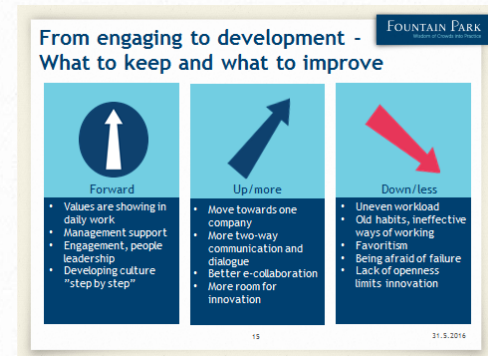 FOUNTAIN PARK
Wisdom of Crowds Into Practice
From engaging to development -
What to keep and what to improve
Forward
• Values are showing in
daily work
• Management support
• Engagement, people
leadership
• Developing culture
"step by step"
Up/more
• Move towards one
company
• More two-way
communication and
dialogue
• Better e-collaboration
• More room for
innovation
Down/less
• Uneven workload
• Old habits, ineffective
ways of working
• Favoritism
• Being afraid of failure
• Lack of openness
limits innovation
15
31.5.2016